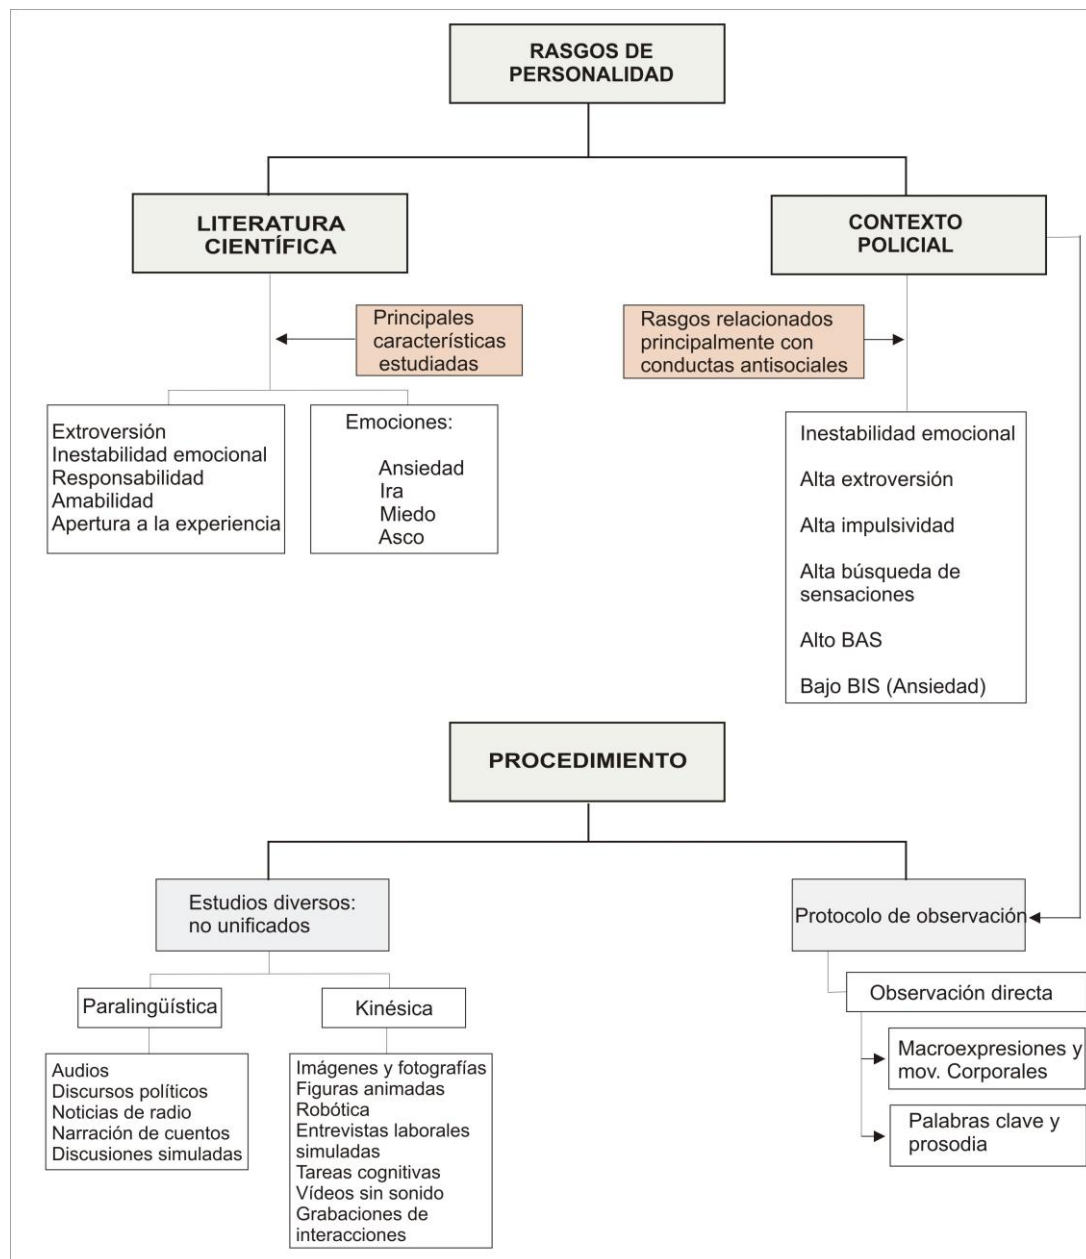 RASGOS DE
PERSONALIDAD
LITERATURA
CIENTÍFICA
CONTEXTO
POLICIAL
Principales
características
estudiadas
Rasgos relacionados
principalmente con
conductas antisociales
Extroversión
Inestabilidad emocional
Responsabilidad
Amabilidad
Apertura a la experiencia
Emociones:
Ansiedad
Ira
Miedo
Asco
Inestabilidad emocional
Alta extroversión
Alta impulsividad
Alta búsqueda de
sensaciones
Alto BAS
Bajo BIS (Ansiedad)
PROCEDIMIENTO
Estudios diversos:
no unificados
Protocolo de observación
Paralingüística
Kinésica
Observación directa
Audios
Discursos políticos
Noticias de radio
Narración de cuentos
Discusiones simuladas
Imágenes y fotografías
Figuras animadas
Robótica
Entrevistas laborales
simuladas
Tareas cognitivas
Vídeos sin sonido
Grabaciones de
interacciones
Macroexpresiones y
mov. Corporales
Palabras clave y
prosodia